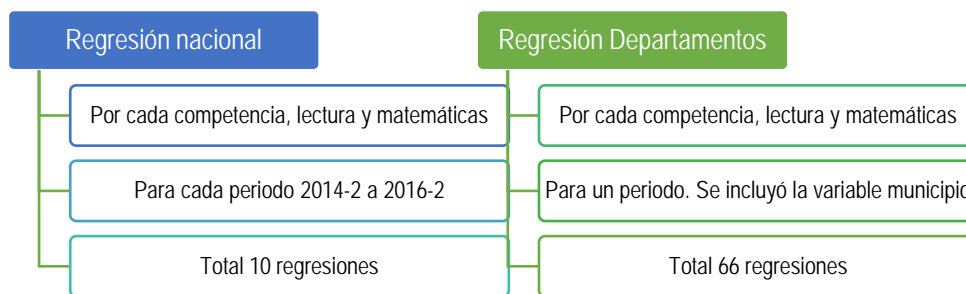 Regresión nacional
Por cada competencia, lectura y matemáticas
Para cada periodo 2014-2 a 2016-2
Total 10 regresiones
Regresión Departamentos
Por cada competencia, lectura y matemáticas
Para un periodo. Se incluyó la variable municipio
Total 66 regresiones